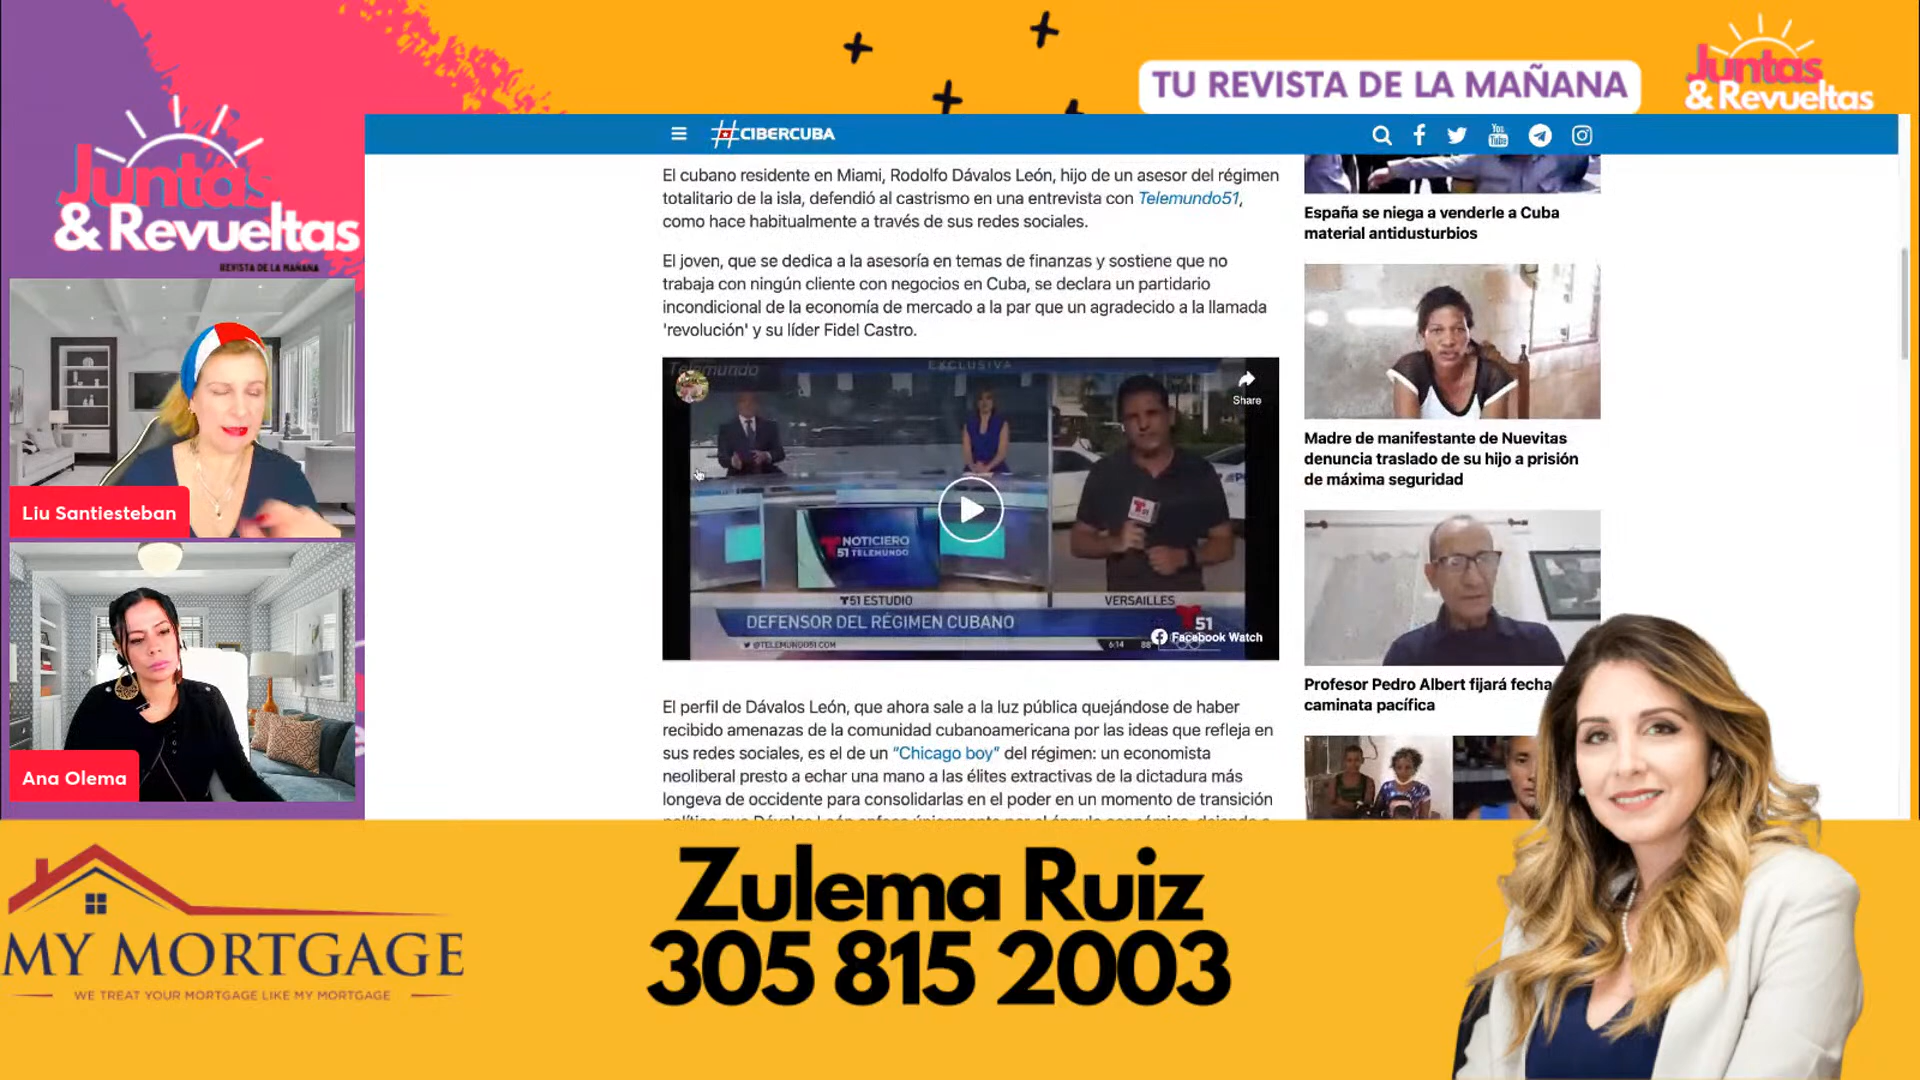 TU REVISTA DE LA MAÑANA
Juntas
& Revueltas
Juntas
& Revueltas
REVISTA DE LA MAÑANA
#CIBERCUBA
You
Tube
El cubano residente en Miami, Rodolfo Dávalos León, hijo de un asesor del régimen
totalitario de la isla, defendió al castrismo en una entrevista con Telemundo51,
como hace habitualmente a través de sus redes sociales.
El joven, que se dedica a la asesoría en temas de finanzas y sostiene que no
trabaja con ningún cliente con negocios en Cuba, se declara un partidario
incondicional de la economía de mercado a la par que un agradecido a la llamada
'revolución' y su líder Fidel Castro.
Telemundo
EXCLUSIVA
Share
NOTICIERO
51 TELEMUNDO
T51 ESTUDIO
VERSAILLES
DEFENSOR DEL RÉGIMEN CUBANO
51
@TELEMUNDO51.COM
6:14
88
Facebook Watch
El perfil de Dávalos León, que ahora sale a la luz pública quejándose de haber
recibido amenazas de la comunidad cubanoamericana por las ideas que refleja en
sus redes sociales, es el de un "Chicago boy" del régimen: un economista
neoliberal presto a echar una mano a las élites extractivas de la dictadura más
longeva de occidente para consolidarlas en el poder en un momento de transición
España se niega a venderle a Cuba
material antidusturbios
Madre de manifestante de Nuevitas
denuncia traslado de su hijo a prisión
de máxima seguridad
Profesor Pedro Albert fijará fecha
caminata pacífica
Liu Santiesteban
Ana Olema
MY MORTGAGE
WE TREAT YOUR MORTGAGE LIKE MY MORTGAGE
Zulema Ruiz
305 815 2003